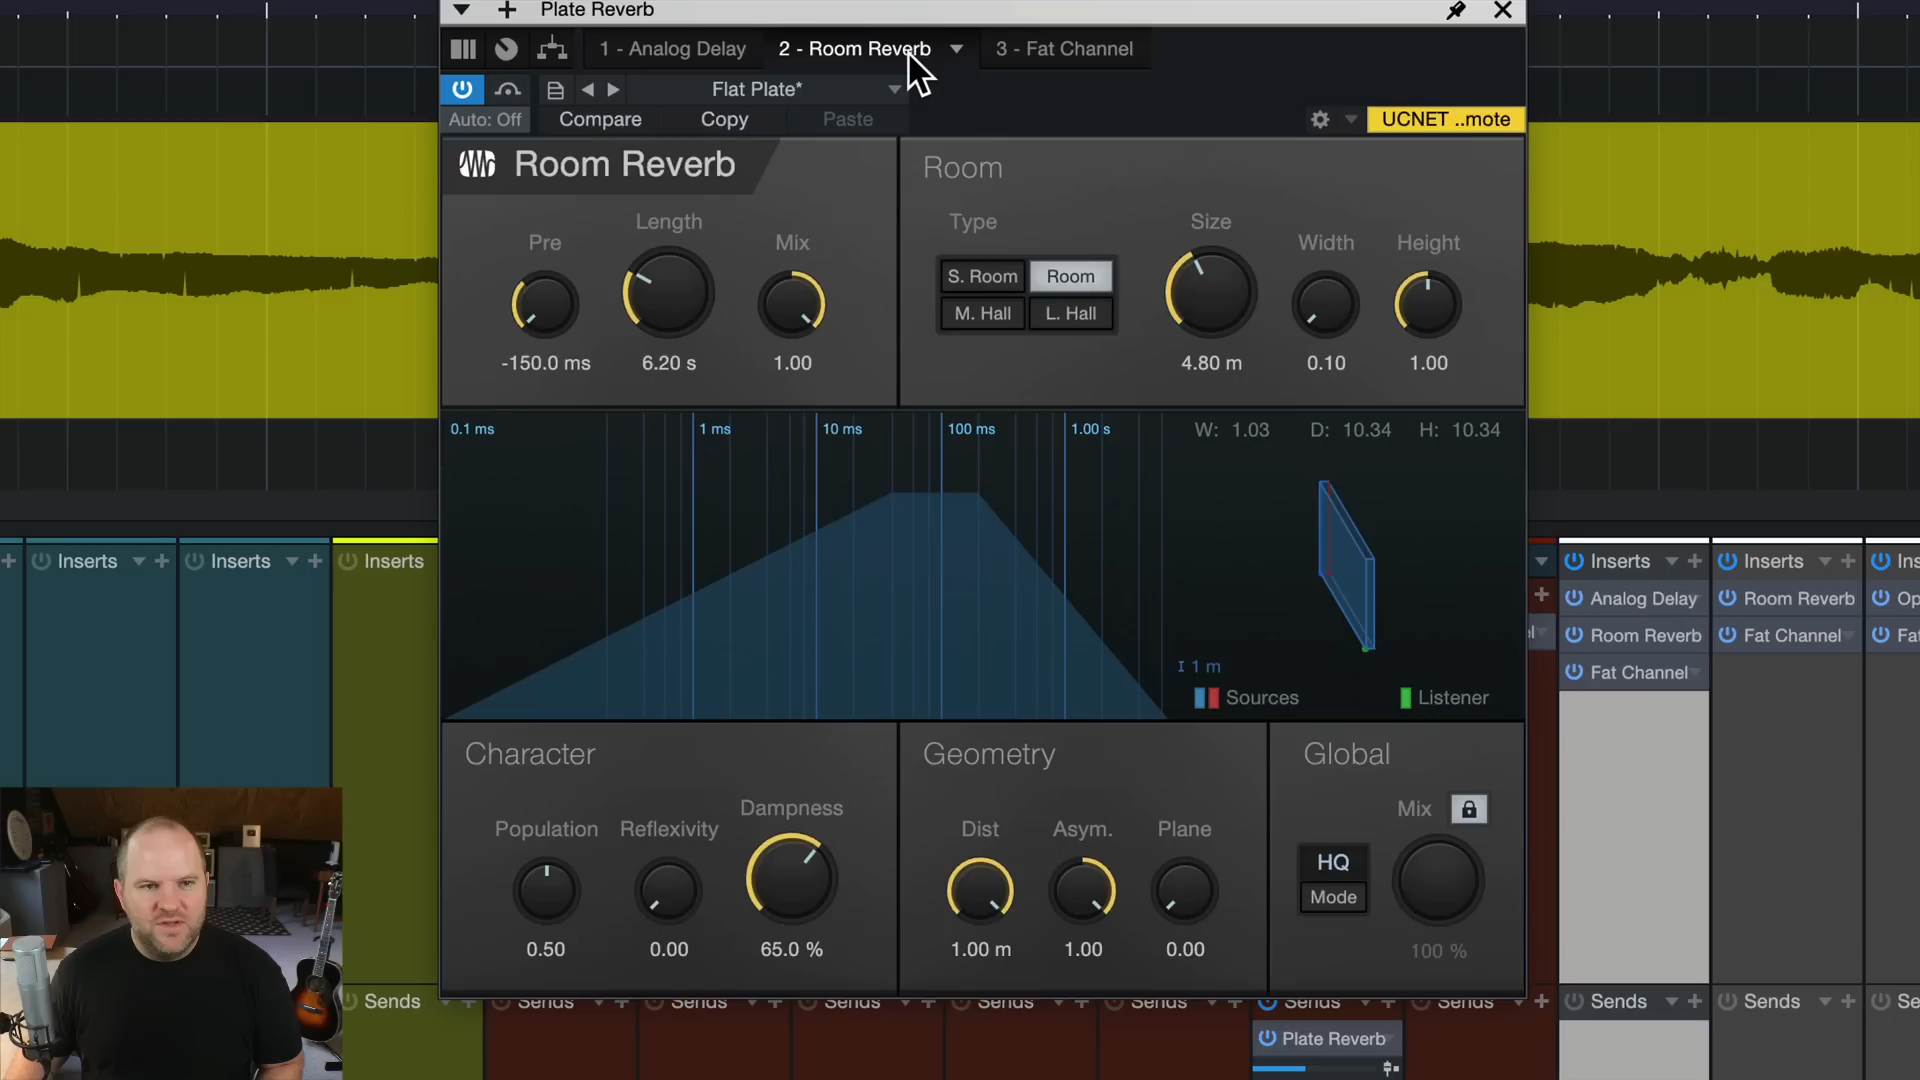 Plate Reverb
1 - Analog Delay
2 - Room Reverb
3 - Fat Channel
Flat Plate*
Auto: Off
Compare
Copy
Paste
UCNET ..mote
Room Reverb
Pre
Length
Mix
-150.0 ms
6.20 s
1.00
Room
Type
S. Room
Room
M. Hall
L. Hall
Size
Width
Height
4.80 m
0.10
1.00
0.1 ms
1 ms
10 ms
100 ms
1.00 s
W: 1.03
D: 10.34
H: 10.34
1 m
Sources
Listener
Character
Population
Reflexivity
Dampness
0.50
0.00
65.0 %
Geometry
Dist
Asym.
Plane
1.00 m
1.00
0.00
Global
Mix
HQ
Mode
100 %
Inserts
Inserts
Inserts
Inserts
Analog Delay
Room Reverb
Fat Channel
Inserts
Room Reverb
Fat Channel
Ins
Op
Fat
Sends
Sends
Sends
Sends
Sends
Sends
Sends
Sends
Sends
Sends
Se
Plate Reverb